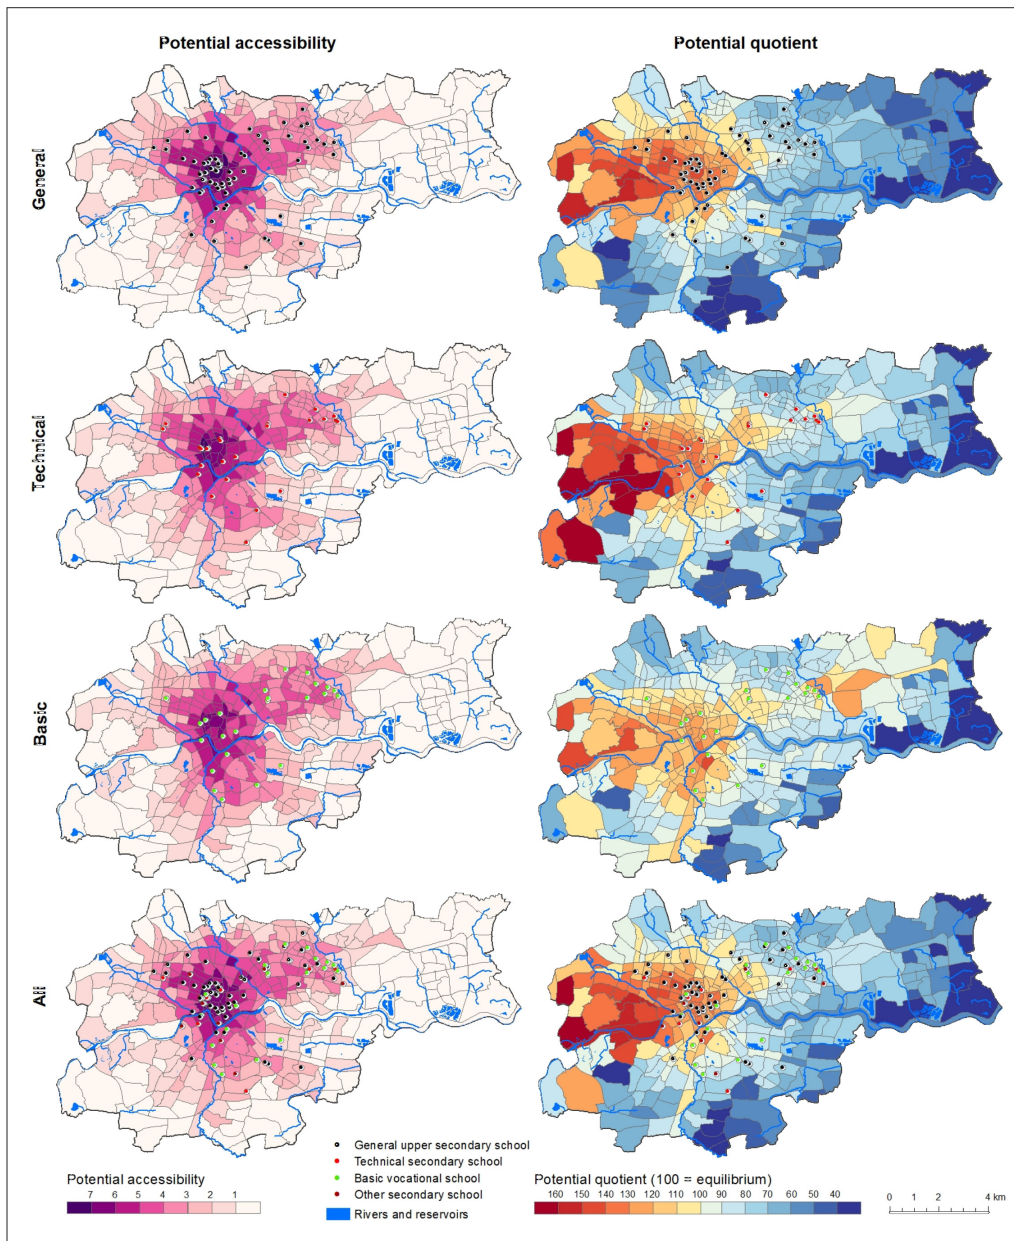 Potential accessibility
Potential quotient
General
Technical
Basic
All
General upper secondary school
Technical secondary school
Basic vocational school
Other secondary school
Rivers and reservoirs
Potential accessibility
7 6 5 4 3 2 1
Potential quotient (100 = equilibrium)
160 150 140 130 120 110 100 90 80 70 60 50 40
0 1 2 4 km